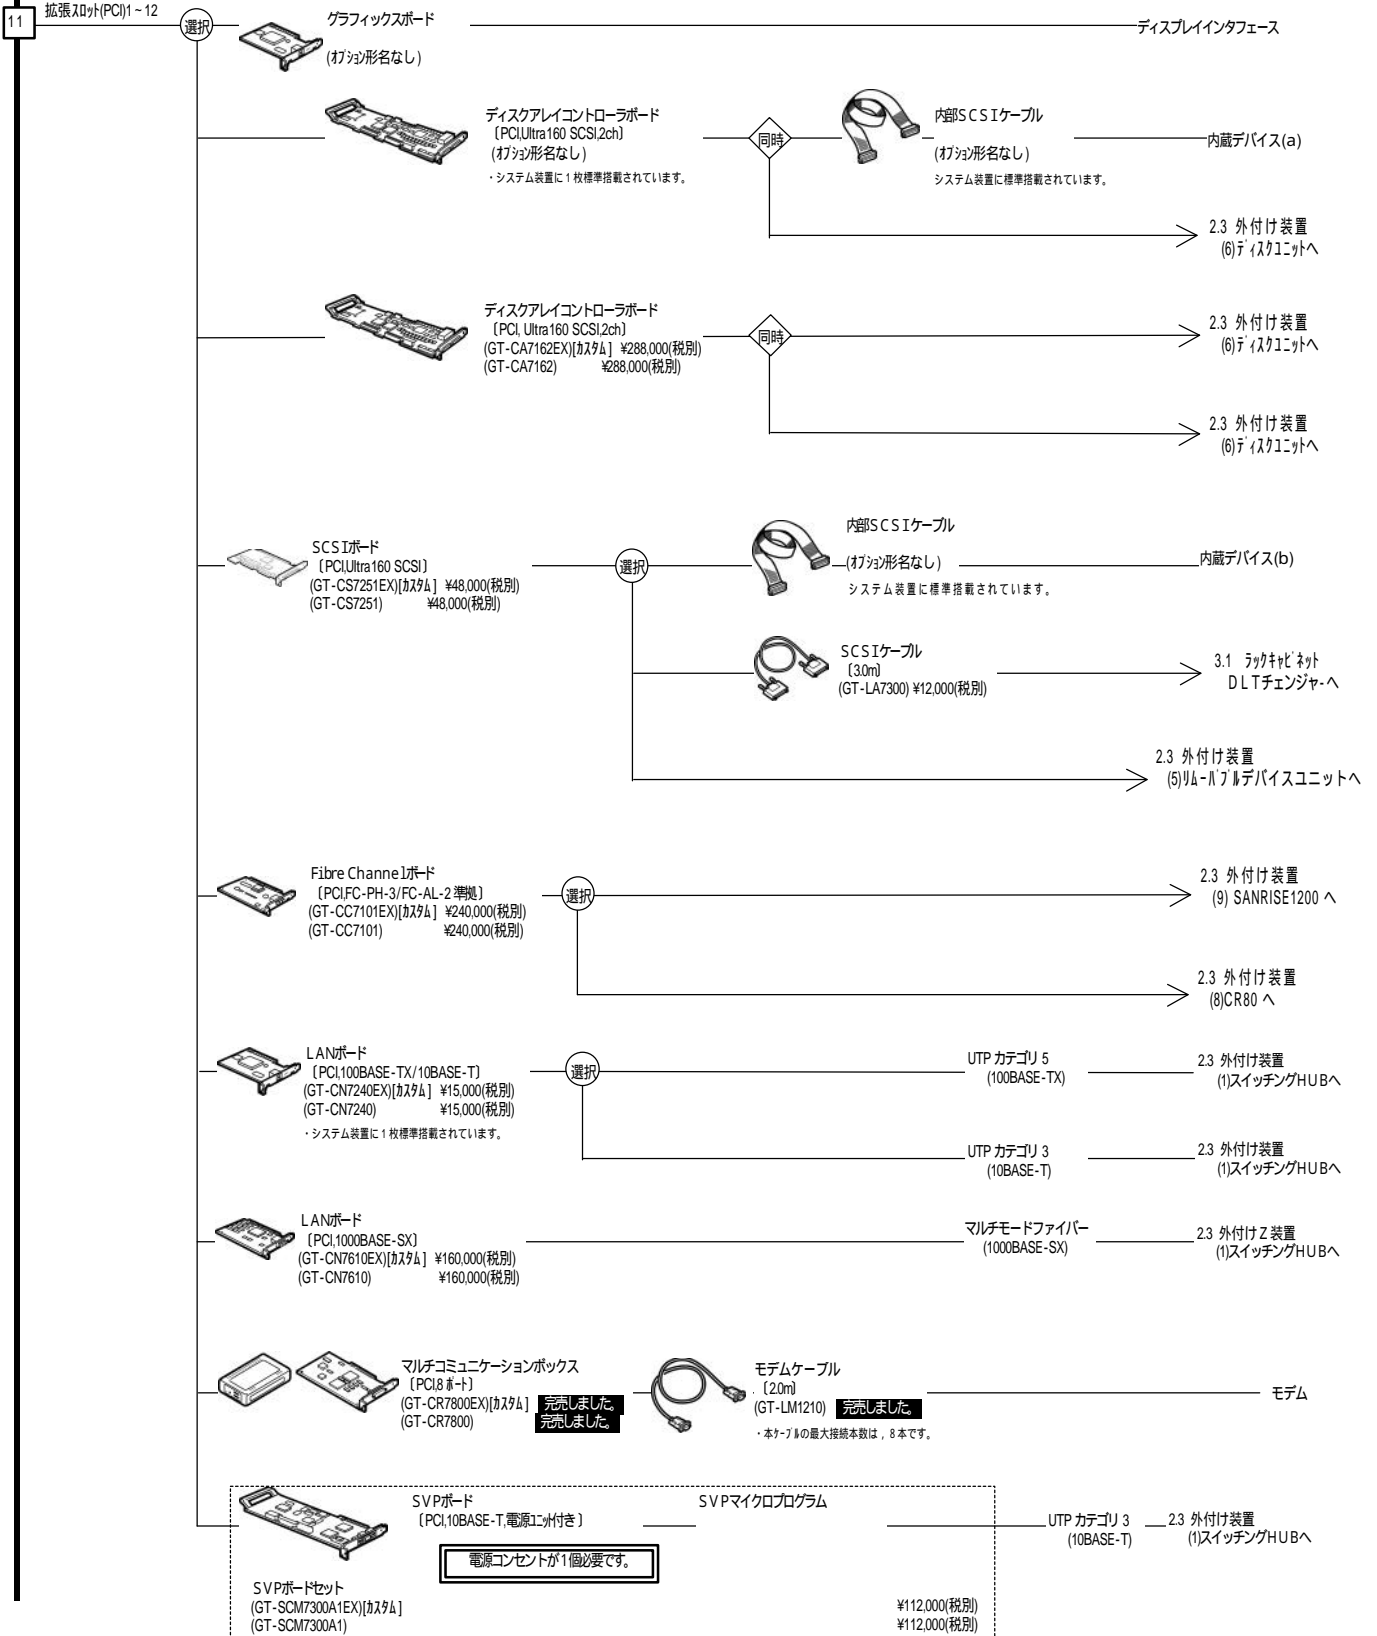 11
拡張ｽﾛｯﾄ(PCI)1~12
選択
グラフィックスボード
(ｵﾌﾟｼｮﾝ形名なし)
ディスプレイインタフェース
ディスクアレイコントローラボード
〔PCI,Ultra160 SCSI,2ch〕
(ｵﾌﾟｼｮﾝ形名なし)
・システム装置に1枚標準搭載されています。
同時
内部SCSIケーブル
(ｵﾌﾟｼｮﾝ形名なし)
システム装置に標準搭載されています。
内蔵デバイス(a)
2.3 外付け装置
(6)ﾃﾞｨｽｸﾕﾆｯﾄへ
ディスクアレイコントローラボード
〔PCI, Ultra160 SCSI,2ch〕
(GT-CA7162EX)[ｶｽﾀﾑ] ¥288,000(税別)
(GT-CA7162) ¥288,000(税別)
同時
2.3 外付け装置
(6)ﾃﾞｨｽｸﾕﾆｯﾄへ
2.3 外付け装置
(6)ﾃﾞｨｽｸﾕﾆｯﾄへ
SCSIボード
〔PCI,Ultra160 SCSI〕
(GT-CS7251EX)[ｶｽﾀﾑ] ¥48,000(税別)
(GT-CS7251) ¥48,000(税別)
選択
内部SCSIケーブル
(ｵﾌﾟｼｮﾝ形名なし)
システム装置に標準搭載されています。
内蔵デバイス(b)
SCSIケーブル
〔3.0m〕
(GT-LA7300) ¥12,000(税別)
3.1 ﾗｯｸｷｬﾋﾞﾈｯﾄ
DLTチェンジャ-へ
2.3 外付け装置
(5)ﾘﾑｰﾊﾞﾌﾞﾙデバイスユニットへ
Fibre Channelボード
〔PCI,FC-PH-3/FC-AL-2 準拠〕
(GT-CC7101EX)[ｶｽﾀﾑ] ¥240,000(税別)
(GT-CC7101) ¥240,000(税別)
選択
2.3 外付け装置
(9) SANRISE1200 へ
2.3 外付け装置
(8)CR80 へ
LANボード
〔PCI,100BASE-TX/10BASE-T〕
(GT-CN7240EX)[ｶｽﾀﾑ] ¥15,000(税別)
(GT-CN7240) ¥15,000(税別)
・システム装置に1枚標準搭載されています。
選択
UTP カテゴリ 5
(100BASE-TX)
2.3 外付け装置
(1)スイッチングHUBへ
UTP カテゴリ 3
(10BASE-T)
2.3 外付け装置
(1)スイッチングHUBへ
LANボード
〔PCI,1000BASE-SX〕
(GT-CN7610EX)[ｶｽﾀﾑ] ¥160,000(税別)
(GT-CN7610) ¥160,000(税別)
マルチモードファイバー
(1000BASE-SX)
2.3 外付けZ装置
(1)スイッチングHUBへ
マルチコミュニケーションボックス
〔PCI,8 ﾎﾟｰﾄ〕
(GT-CR7800EX)[ｶｽﾀﾑ] 完売しました。
(GT-CR7800) 完売しました。
モデムケーブル
〔2.0m〕
(GT-LM1210) 完売しました。
・本ｹｰﾌﾞﾙの最大接続本数は，8本です。
モデム
SVPボード
〔PCI,10BASE-T,電源ﾕﾆｯﾄ付き〕
SVPマイクロプログラム
電源コンセントが1個必要です。
UTP カテゴリ 3
(10BASE-T)
2.3 外付け装置
(1)スイッチングHUBへ
SVPボードセット
(GT-SCM7300A1EX)[ｶｽﾀﾑ] ¥112,000(税別)
(GT-SCM7300A1) ¥112,000(税別)